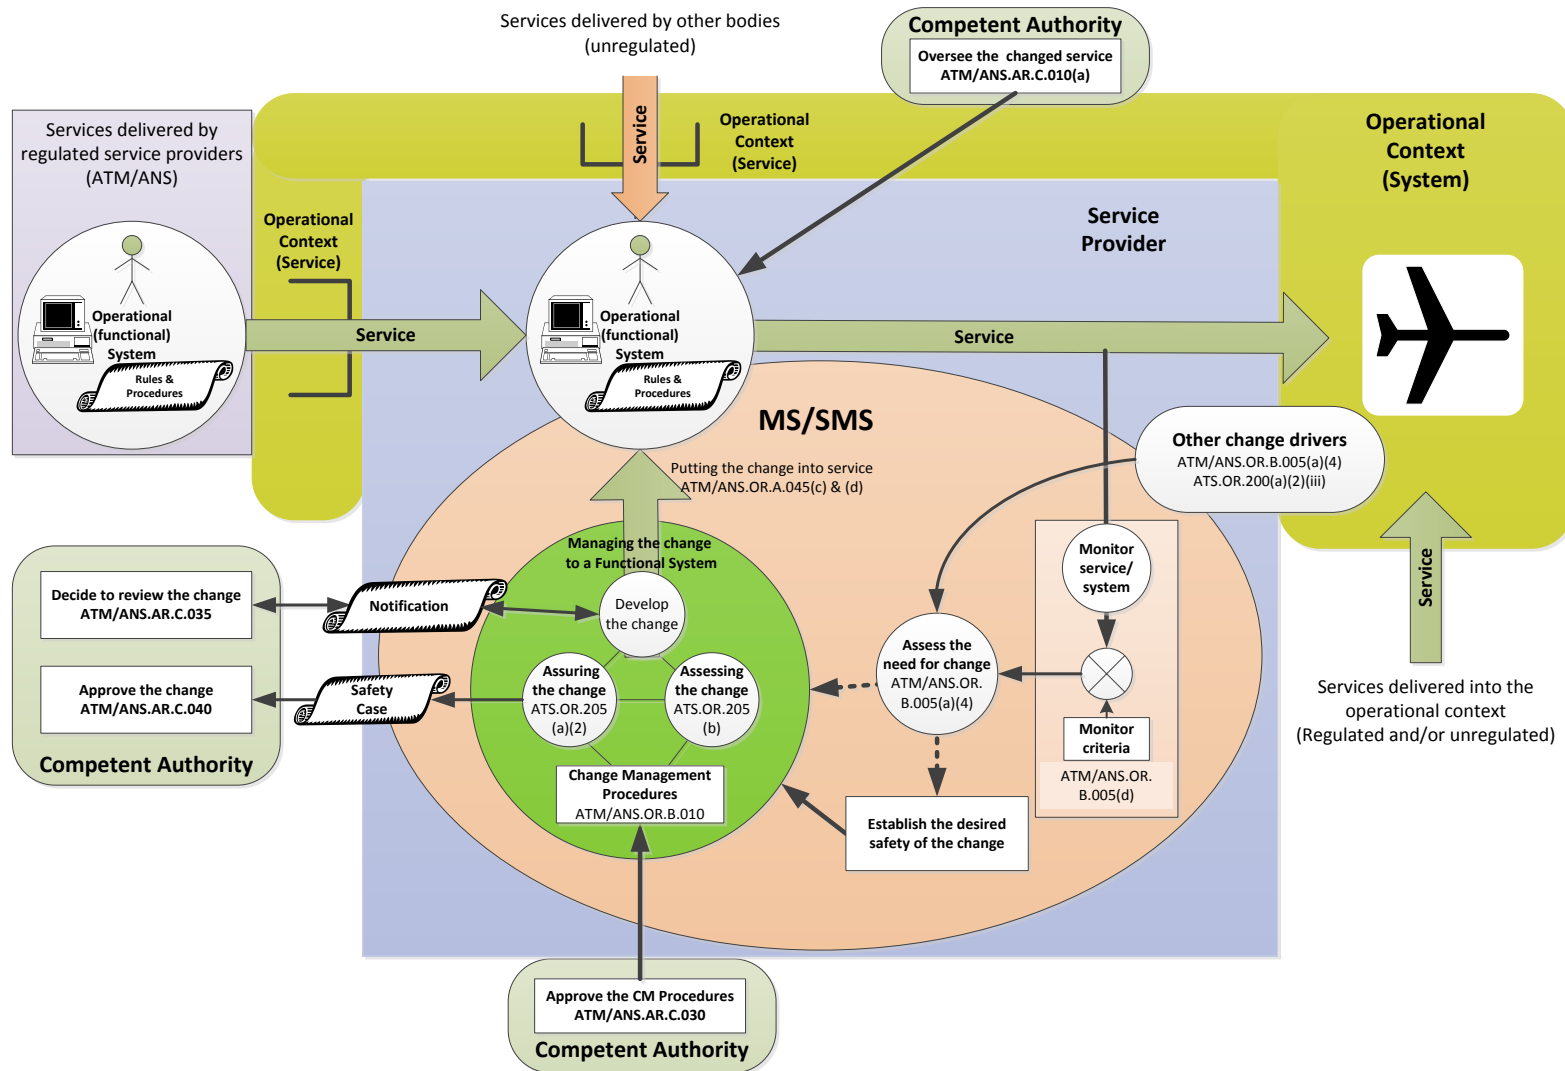 Services delivered by other bodies
(unregulated)
Competent Authority
Oversee the  changed service
ATM/ANS.AR.C.010(a)
Services delivered by
regulated service providers
(ATM/ANS)
Service
Operational
Context
(Service)
Operational
Context
(System)
Operational
Context
(Service)
Service
Provider
Operational
(functional)
System
Rules &
Procedures
Service
Operational
(functional)
System
Rules &
Procedures
Service
MS/SMS
Other change drivers
ATM/ANS.OR.B.005(a)(4)
ATS.OR.200(a)(2)(iii)
Putting the change into service
ATM/ANS.OR.A.045(c) & (d)
Managing the change
to a Functional System
Monitor
service/
system
Service
Decide to review the change
ATM/ANS.AR.C.035
Notification
Develop
the change
Assess the
need for change
ATM/ANS.OR.
B.005(a)(4)
Approve the change
ATM/ANS.AR.C.040
Safety
Case
Assuring
the change
ATS.OR.205
(a)(2)
Assessing
the change
ATS.OR.205
(b)
Monitor
criteria
ATM/ANS.OR.
B.005(d)
Services delivered into the
operational context
(Regulated and/or unregulated)
Competent Authority
Change Management
Procedures
ATM/ANS.OR.B.010
Establish the desired
safety of the change
Approve the CM Procedures
ATM/ANS.AR.C.030
Competent Authority